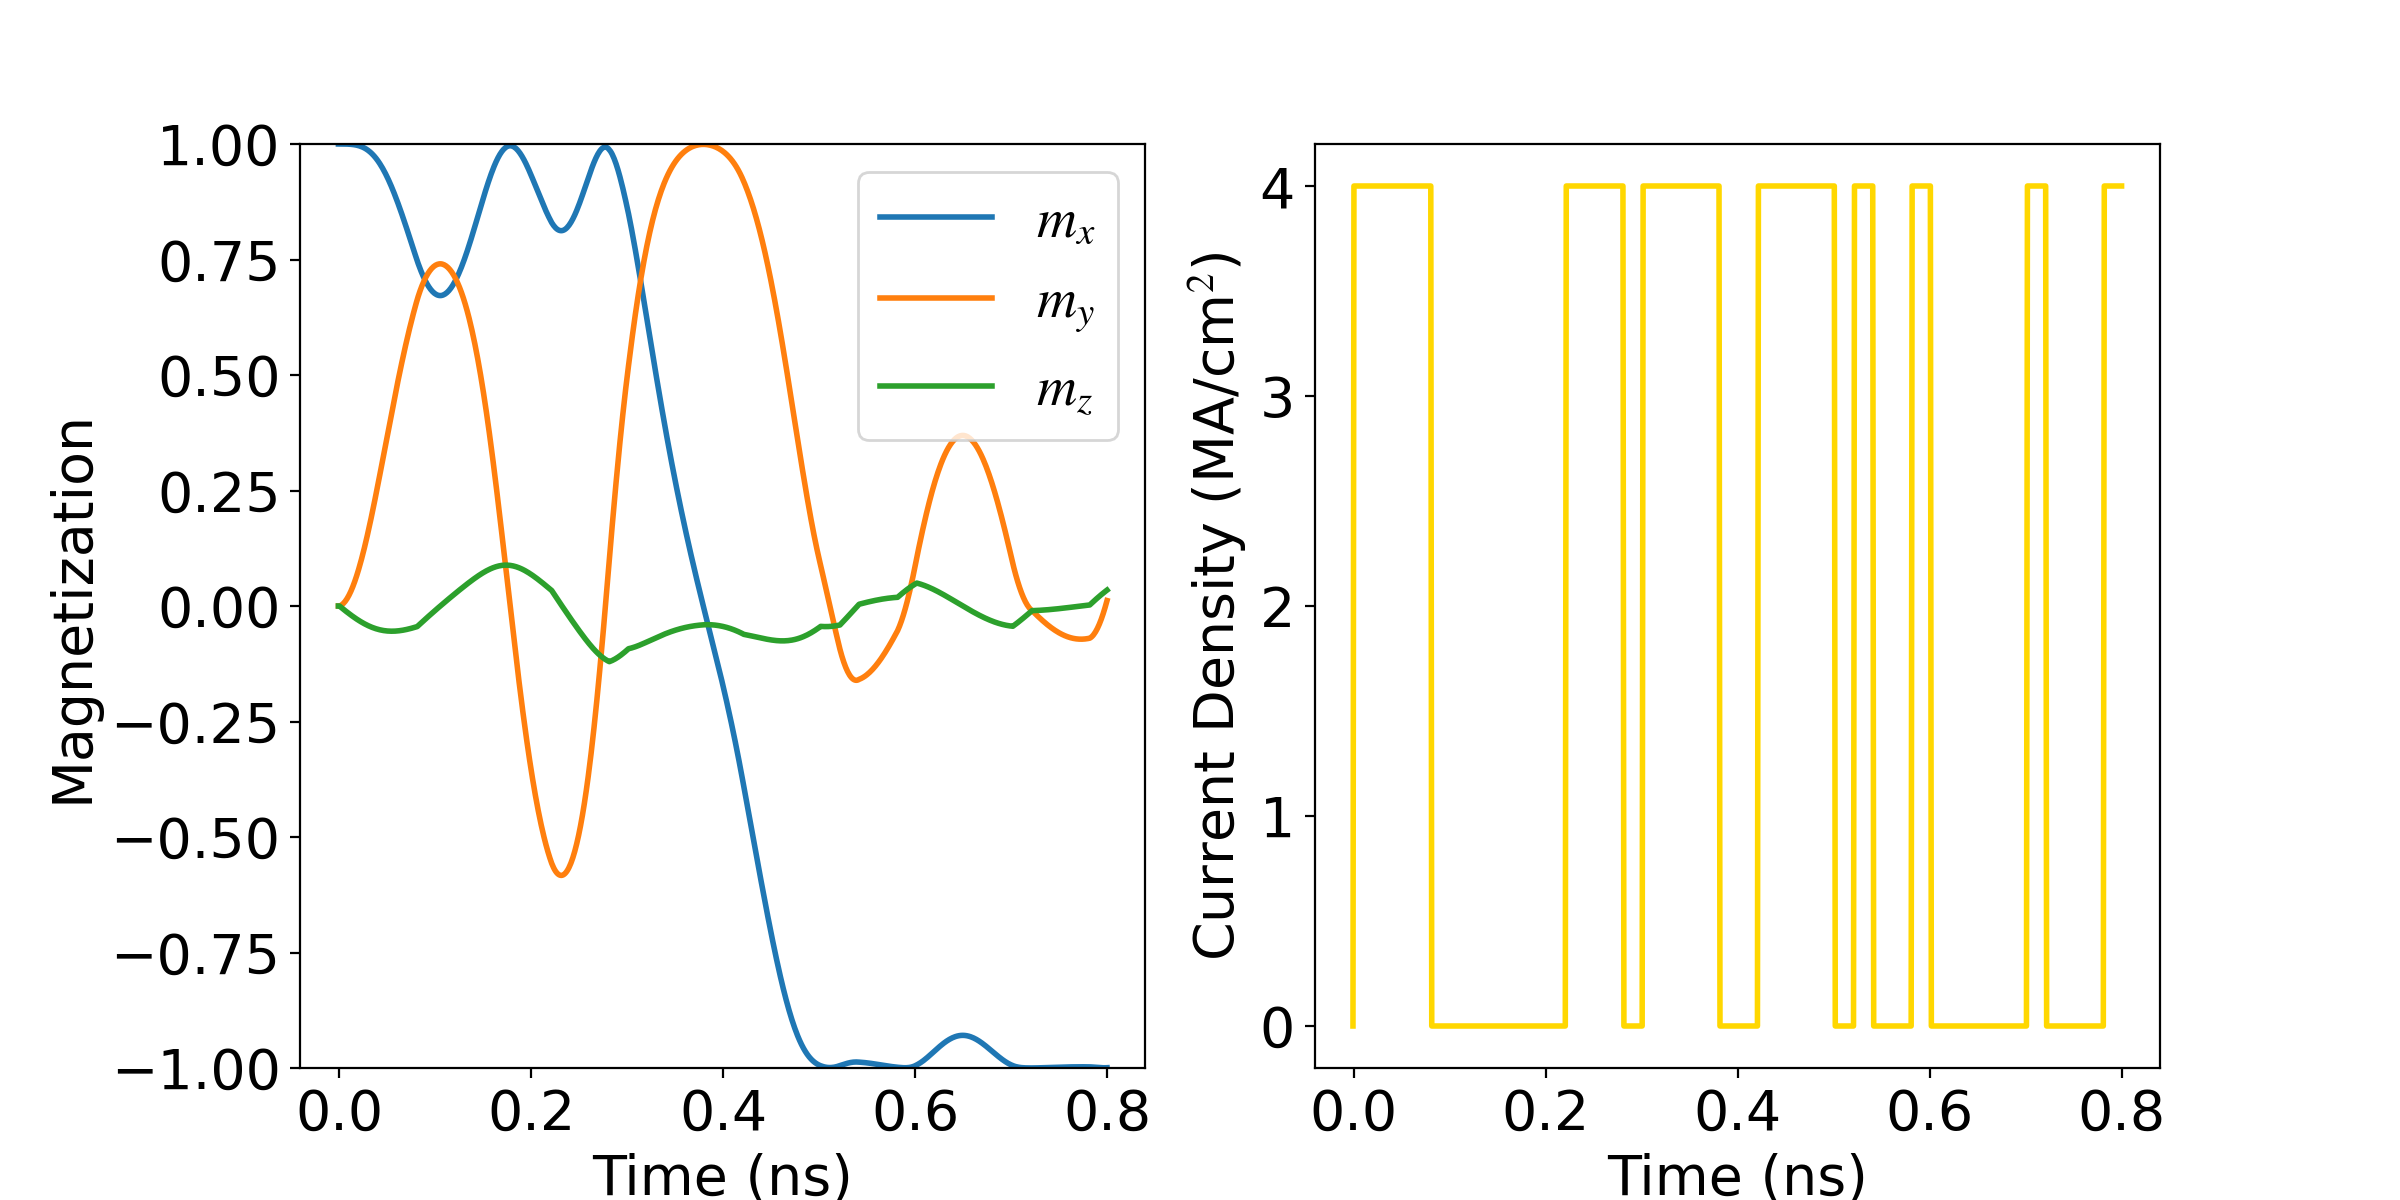 1.00
0.75
0.50
0.25
0.00
−0.25
−0.50
−0.75
−1.00
Magnetization
0.0 0.2 0.4 0.6 0.8
Time (ns)
m_x
m_y
m_z
4
3
2
1
0
Current Density (MA/cm²)
0.0 0.2 0.4 0.6 0.8
Time (ns)